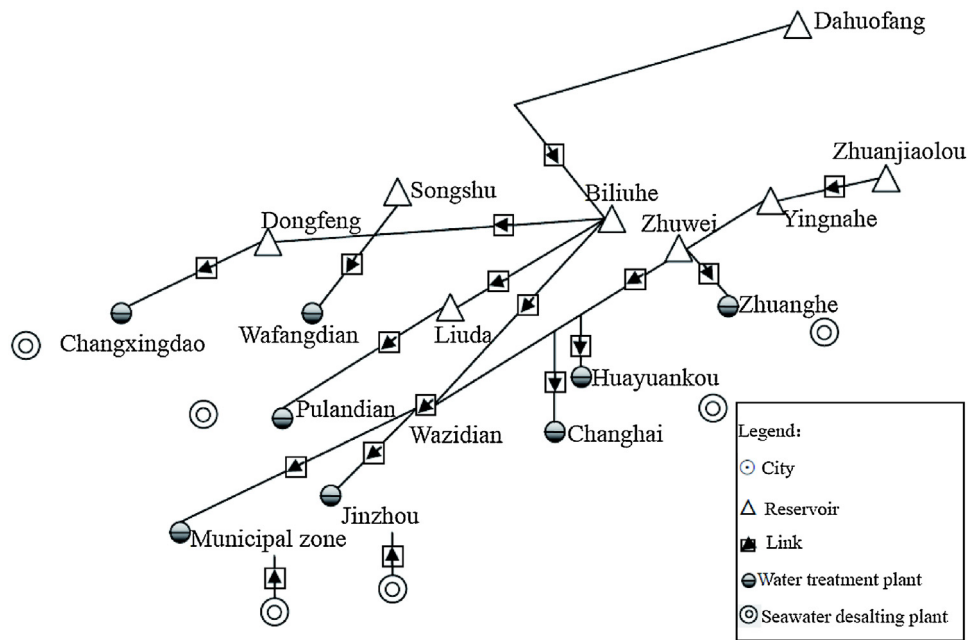 Dahuofang
Zhuanjiaolou
Songshu
Biliuhe
Dongfeng
Zhuwei
Yingnahe
Zhuanghe
Changxingdao
Wafangdian
Liuda
Huayuankou
Pulandian
Wazidian
Changhai
Jinzhou
Municipal zone
Legend:
City
Reservoir
Link
Water treatment plant
Seawater desalting plant